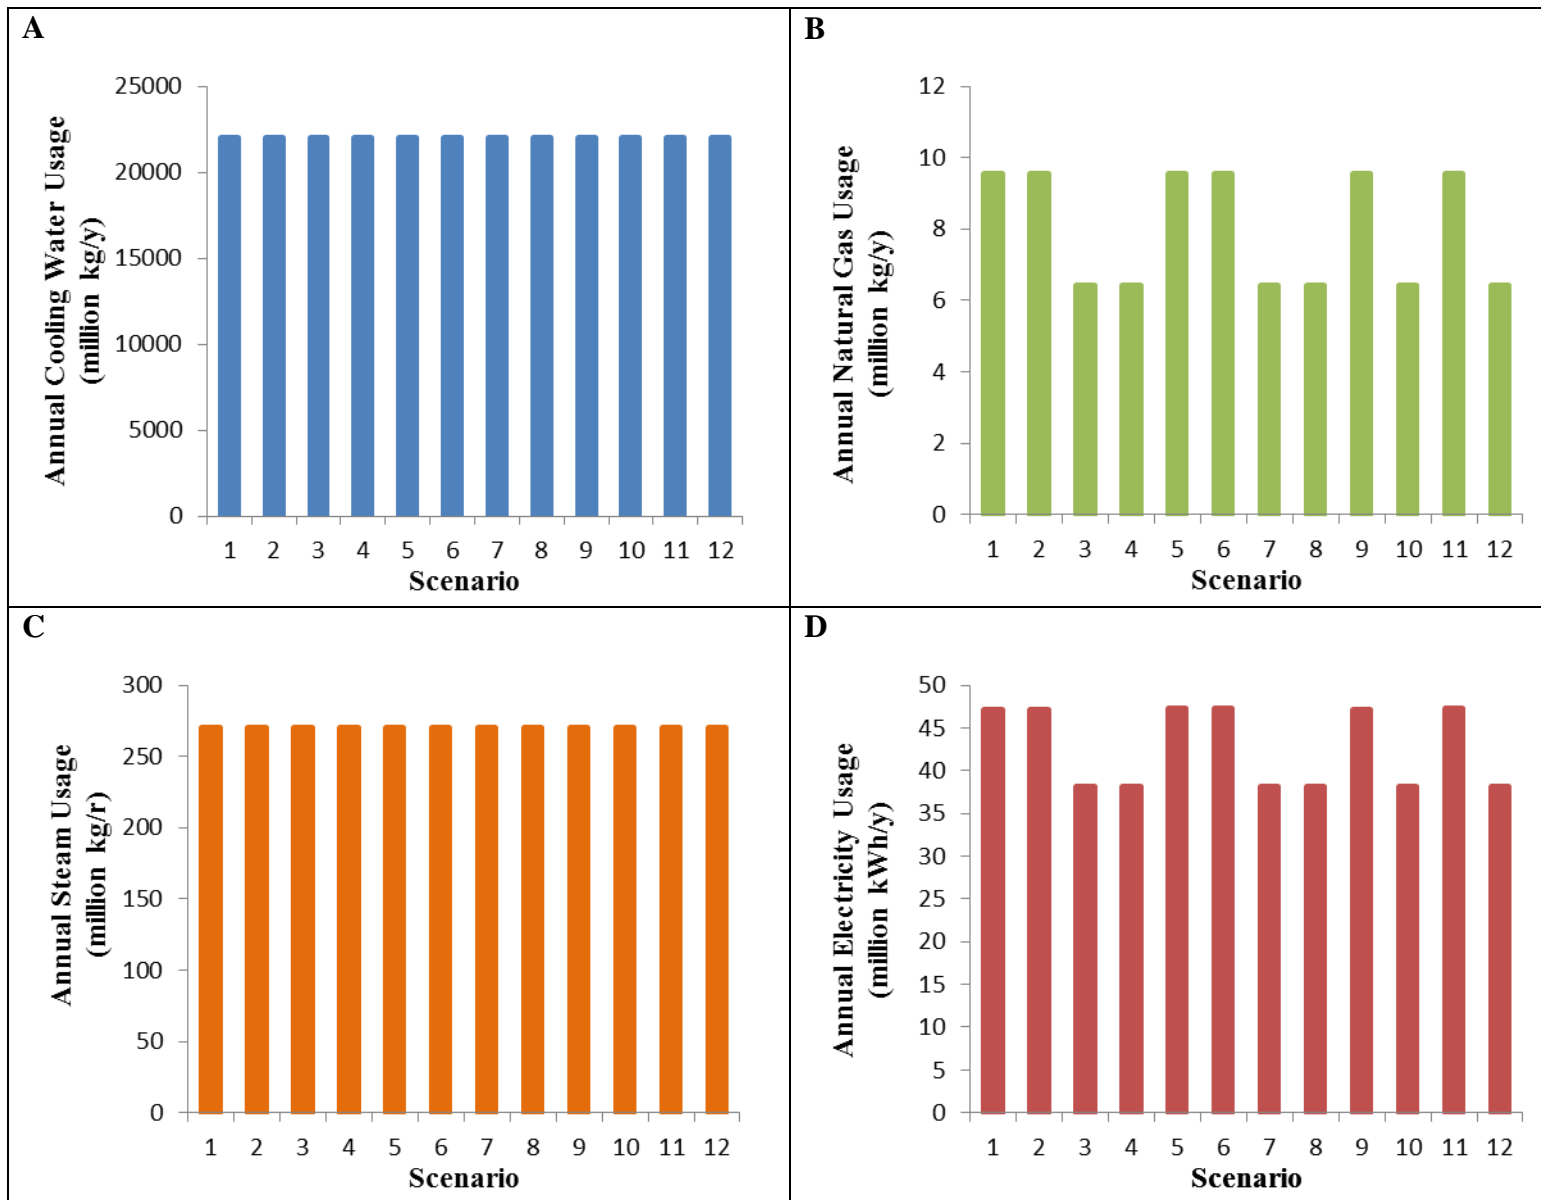 A
Annual Cooling Water Usage
(million kg/y)
25000
20000
15000
10000
5000
0
1 2 3 4 5 6 7 8 9 10 11 12
Scenario
B
Annual Natural Gas Usage
(million kg/y)
12
10
8
6
4
2
0
1 2 3 4 5 6 7 8 9 10 11 12
Scenario
C
Annual Steam Usage
(million kg/r)
300
250
200
150
100
50
0
1 2 3 4 5 6 7 8 9 10 11 12
Scenario
D
Annual Electricity Usage
(million kWh/y)
50
45
40
35
30
25
20
15
10
5
0
1 2 3 4 5 6 7 8 9 10 11 12
Scenario